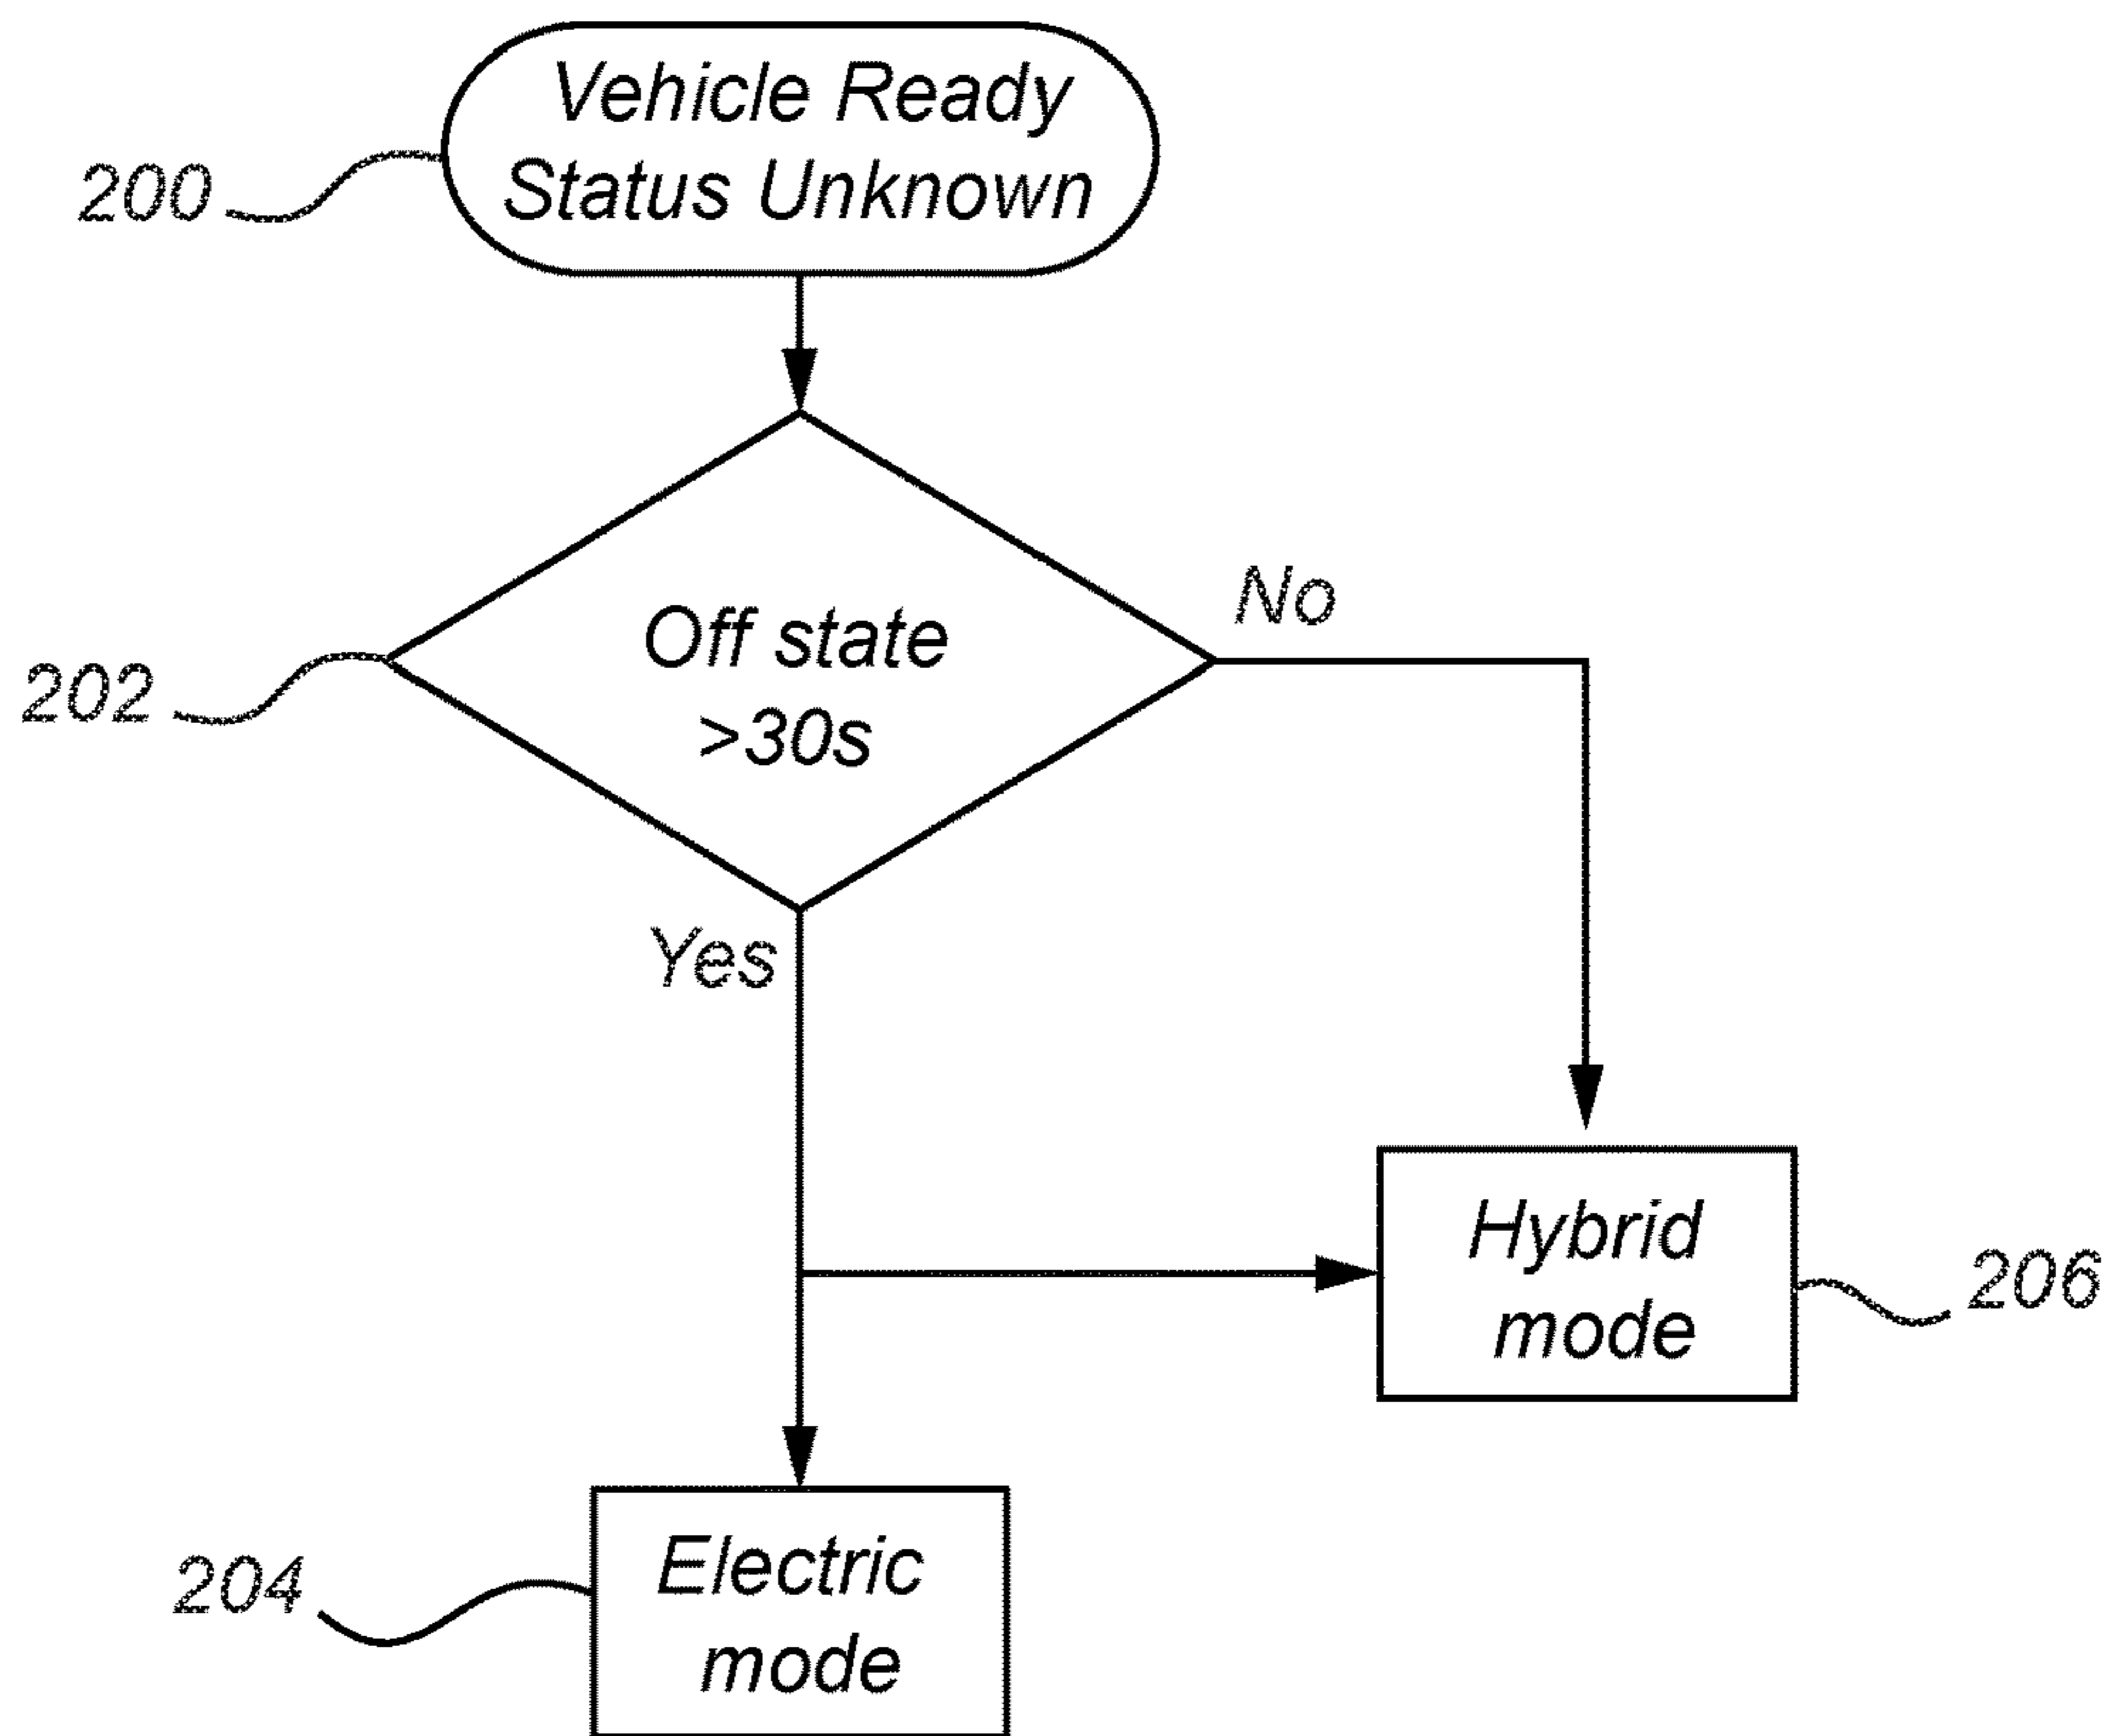 Vehicle Ready
Status Unknown
200
Off state
>30s
No
202
Yes
Hybrid
mode
206
Electric
mode
204